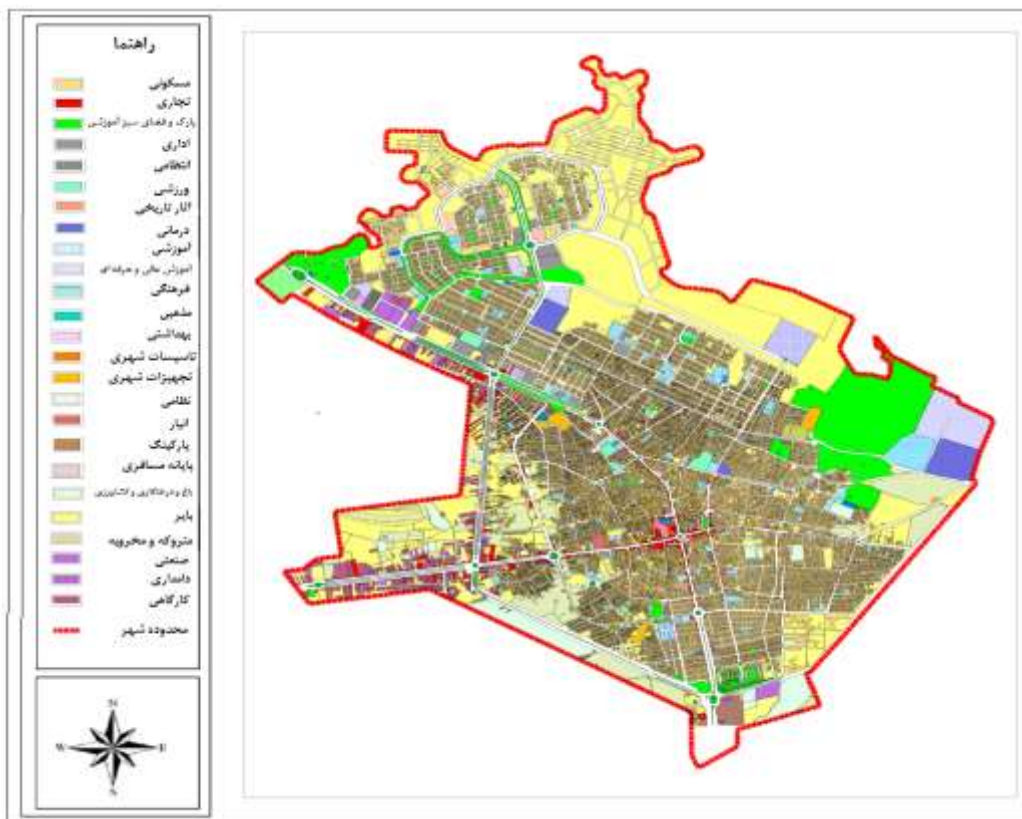 راهنما
مسکونی
تجاری
پارک و فضای سبز آموزشی
اداری
انتظامی
ورزشی
آثار تاریخی
درمانی
آموزشی
آموزش عالی و حرفه ای
فرهنگی
مذهبی
بهداشتی
تاسیسات شهری
تجهیزات شهری
نظامی
انبار
پارکینگ
پایانه مسافری
باغ و درختکاری و کشاورزی
بایر
متروکه و مخروبه
صنعتی
دامداری
کارگاهی
محدوده شهر
N
W E
S